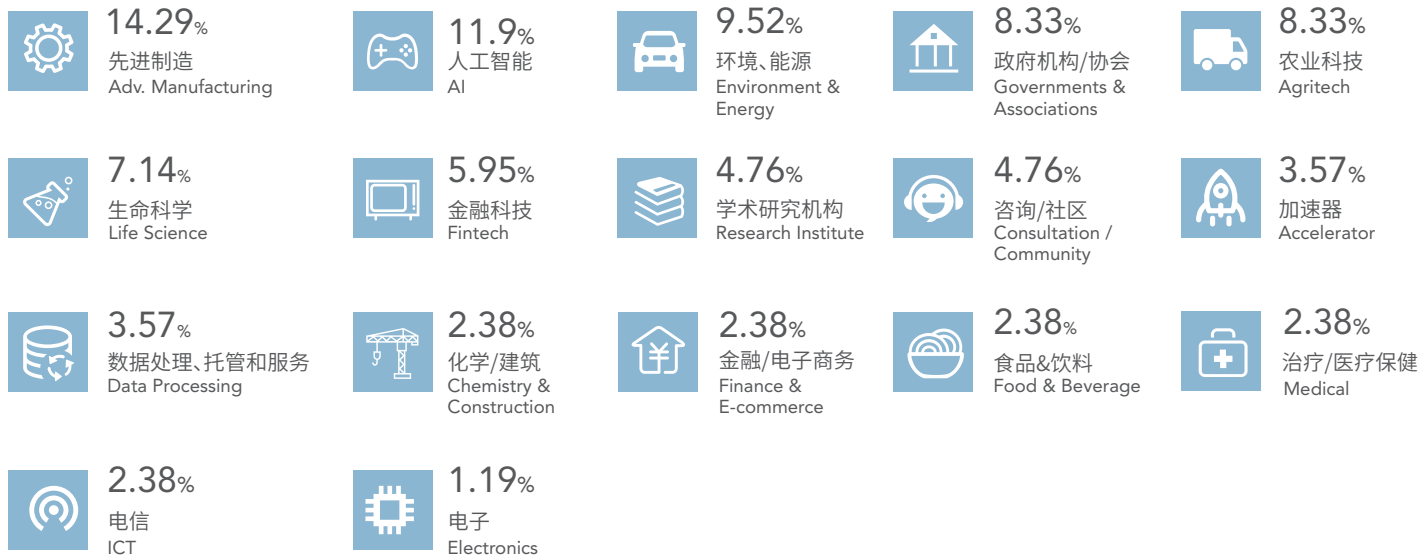 14.29%
先进制造
Adv. Manufacturing
11.9%
人工智能
AI
9.52%
环境、能源
Environment &
Energy
8.33%
政府机构/协会
Governments &
Associations
8.33%
农业科技
Agritech
7.14%
生命科学
Life Science
5.95%
金融科技
Fintech
4.76%
学术研究机构
Research Institute
4.76%
咨询/社区
Consultation /
Community
3.57%
加速器
Accelerator
3.57%
数据处理、托管和服务
Data Processing
2.38%
化学/建筑
Chemistry &
Construction
2.38%
金融/电子商务
Finance &
E-commerce
2.38%
食品&饮料
Food & Beverage
2.38%
治疗/医疗保健
Medical
2.38%
电信
ICT
1.19%
电子
Electronics